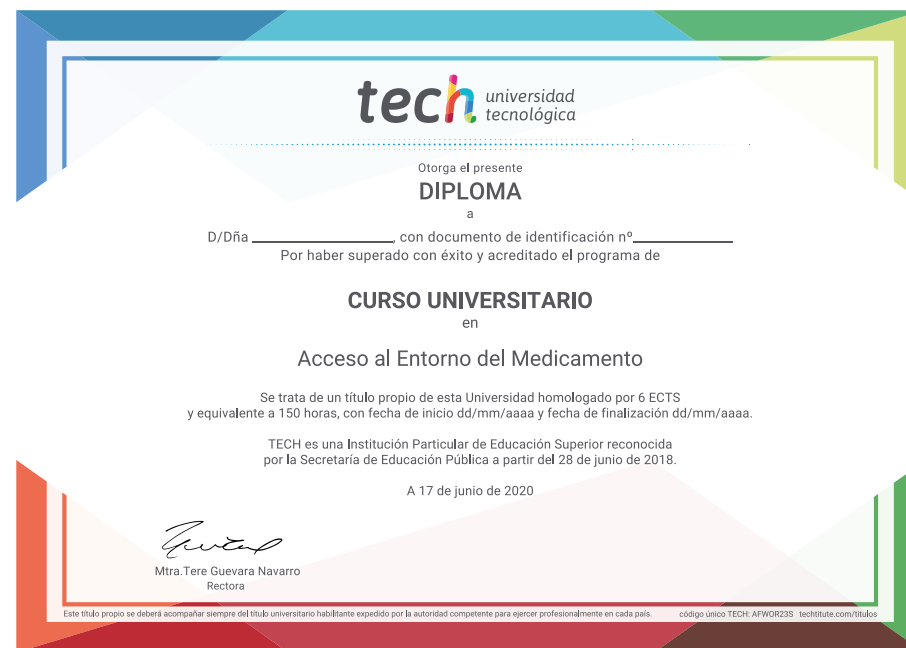 tech universidad
tecnológica
Otorga el presente
DIPLOMA
a
D/Dña ____________________, con documento de identificación nº______________
Por haber superado con éxito y acreditado el programa de
CURSO UNIVERSITARIO
en
Acceso al Entorno del Medicamento
Se trata de un título propio de esta Universidad homologado por 6 ECTS
y equivalente a 150 horas, con fecha de inicio dd/mm/aaaa y fecha de finalización dd/mm/aaaa.
TECH es una Institución Particular de Educación Superior reconocida
por la Secretaría de Educación Pública a partir del 28 de junio de 2018.
A 17 de junio de 2020
Mtra.Tere Guevara Navarro
Rectora
Este título propio se deberá acompañar siempre del título universitario habilitante expedido por la autoridad competente para ejercer profesionalmente en cada país. código único TECH: AFWOR23S techtitute.com/titulos